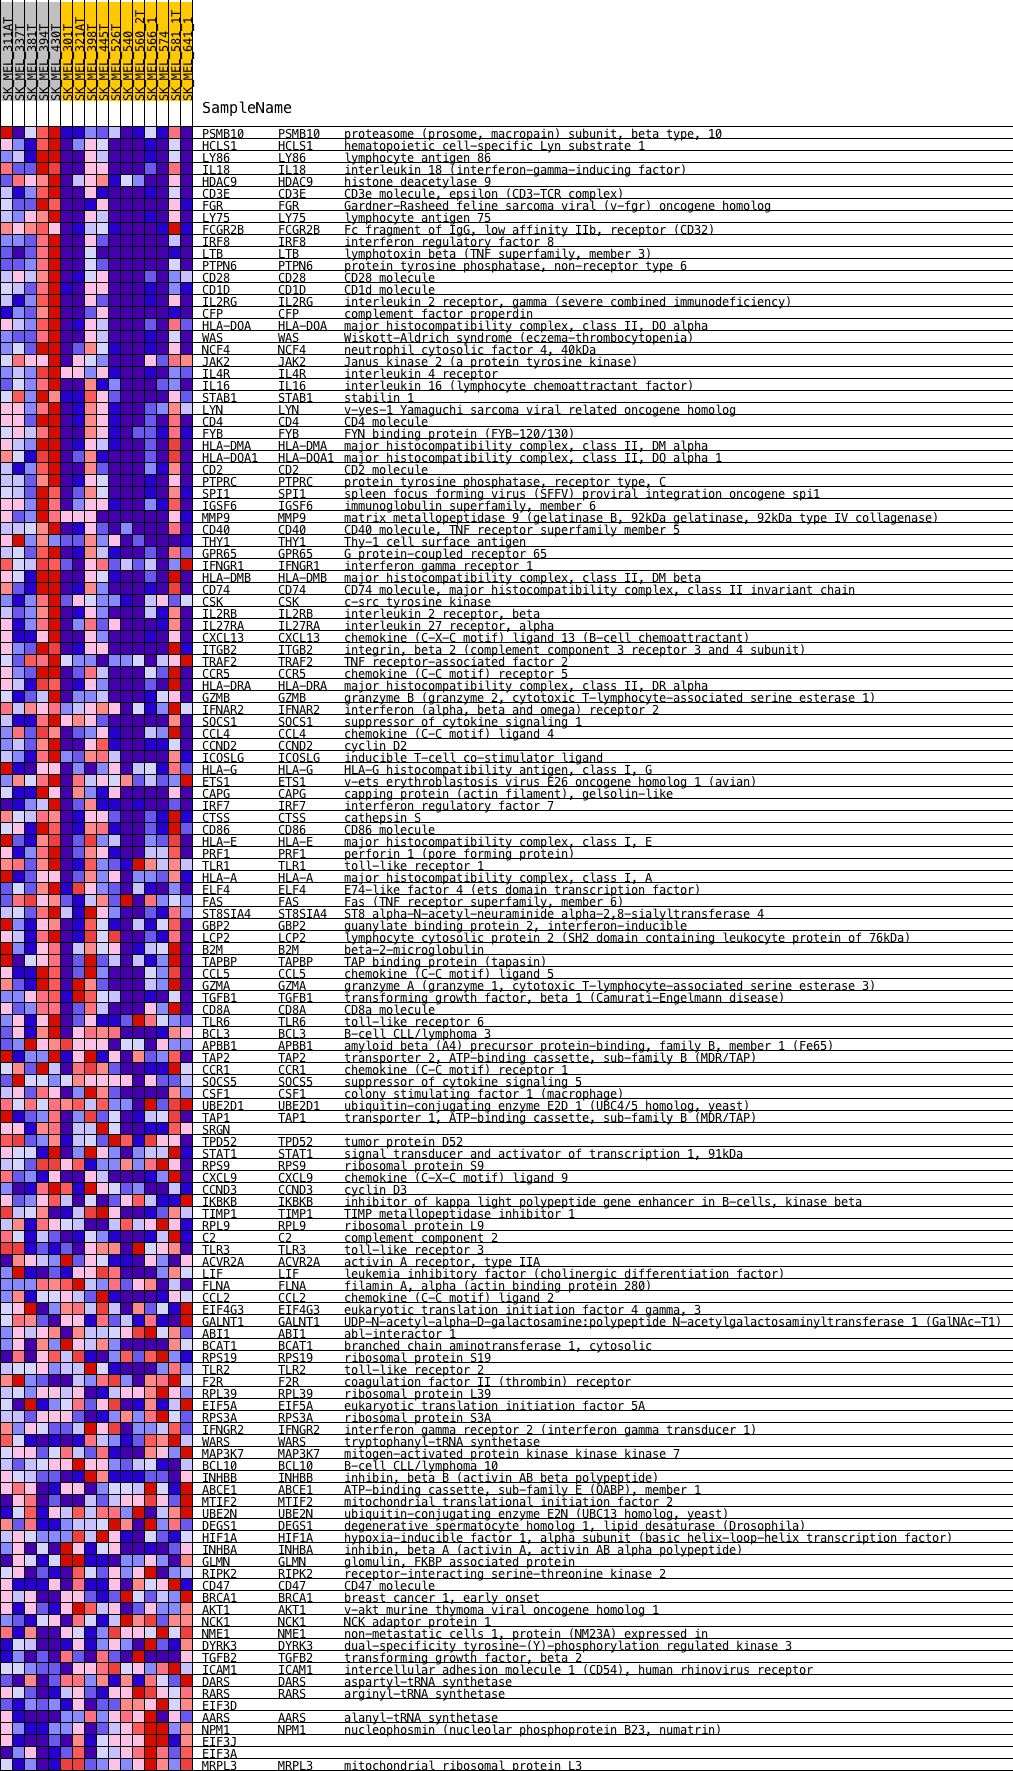 SK_MEL_311AT
SK_MEL_337T
SK_MEL_381T
SK_MEL_394T
SK_MEL_430T
SK_MEL_301T
SK_MEL_321AT
SK_MEL_398T
SK_MEL_445T
SK_MEL_526T
SK_MEL_540
SK_MEL_560_2T
SK_MEL_566_1
SK_MEL_574
SK_MEL_581_1T
SK_MEL_641_1
SampleName
PSMB10 PSMB10 proteasome (prosome, macropain) subunit, beta type, 10
HCLS1 HCLS1 hematopoietic cell-specific Lyn substrate 1
LY86 LY86 lymphocyte antigen 86
IL18 IL18 interleukin 18 (interferon-gamma-inducing factor)
HDAC9 HDAC9 histone deacetylase 9
CD3E CD3E CD3e molecule, epsilon (CD3-TCR complex)
FGR FGR Gardner-Rasheed feline sarcoma viral (v-fgr) oncogene homolog
LY75 LY75 lymphocyte antigen 75
FCGR2B FCGR2B Fc fragment of IgG, low affinity IIb, receptor (CD32)
IRF8 IRF8 interferon regulatory factor 8
LTB LTB lymphotoxin beta (TNF superfamily, member 3)
PTPN6 PTPN6 protein tyrosine phosphatase, non-receptor type 6
CD28 CD28 CD28 molecule
CD1D CD1D CD1d molecule
IL2RG IL2RG interleukin 2 receptor, gamma (severe combined immunodeficiency)
CFP CFP complement factor properdin
HLA-DOA HLA-DOA major histocompatibility complex, class II, DO alpha
WAS WAS Wiskott-Aldrich syndrome (eczema-thrombocytopenia)
NCF4 NCF4 neutrophil cytosolic factor 4, 40kDa
JAK2 JAK2 Janus kinase 2 (a protein tyrosine kinase)
IL4R IL4R interleukin 4 receptor
IL16 IL16 interleukin 16 (lymphocyte chemoattractant factor)
STAB1 STAB1 stabilin 1
LYN LYN v-yes-1 Yamaguchi sarcoma viral related oncogene homolog
CD4 CD4 CD4 molecule
FYB FYB FYN binding protein (FYB-120/130)
HLA-DMA HLA-DMA major histocompatibility complex, class II, DM alpha
HLA-DQA1 HLA-DQA1 major histocompatibility complex, class II, DQ alpha 1
CD2 CD2 CD2 molecule
PTPRC PTPRC protein tyrosine phosphatase, receptor type, C
SPI1 SPI1 spleen focus forming virus (SFFV) proviral integration oncogene spi1
IGSF6 IGSF6 immunoglobulin superfamily, member 6
MMP9 MMP9 matrix metallopeptidase 9 (gelatinase B, 92kDa gelatinase, 92kDa type IV collagenase)
CD40 CD40 CD40 molecule, TNF receptor superfamily member 5
THY1 THY1 Thy-1 cell surface antigen
GPR65 GPR65 G protein-coupled receptor 65
IFNGR1 IFNGR1 interferon gamma receptor 1
HLA-DMB HLA-DMB major histocompatibility complex, class II, DM beta
CD74 CD74 CD74 molecule, major histocompatibility complex, class II invariant chain
CSK CSK c-src tyrosine kinase
IL2RB IL2RB interleukin 2 receptor, beta
IL27RA IL27RA interleukin 27 receptor, alpha
CXCL13 CXCL13 chemokine (C-X-C motif) ligand 13 (B-cell chemoattractant)
ITGB2 ITGB2 integrin, beta 2 (complement component 3 receptor 3 and 4 subunit)
TRAF2 TRAF2 TNF receptor-associated factor 2
CCR5 CCR5 chemokine (C-C motif) receptor 5
HLA-DRA HLA-DRA major histocompatibility complex, class II, DR alpha
GZMB GZMB granzyme B (granzyme 2, cytotoxic T-lymphocyte-associated serine esterase 1)
IFNAR2 IFNAR2 interferon (alpha, beta and omega) receptor 2
SOCS1 SOCS1 suppressor of cytokine signaling 1
CCL4 CCL4 chemokine (C-C motif) ligand 4
CCND2 CCND2 cyclin D2
ICOSLG ICOSLG inducible T-cell co-stimulator ligand
HLA-G HLA-G HLA-G histocompatibility antigen, class I, G
ETS1 ETS1 v-ets erythroblastosis virus E26 oncogene homolog 1 (avian)
CAPG CAPG capping protein (actin filament), gelsolin-like
IRF7 IRF7 interferon regulatory factor 7
CTSS CTSS cathepsin S
CD86 CD86 CD86 molecule
HLA-E HLA-E major histocompatibility complex, class I, E
PRF1 PRF1 perforin 1 (pore forming protein)
TLR1 TLR1 toll-like receptor 1
HLA-A HLA-A major histocompatibility complex, class I, A
ELF4 ELF4 E74-like factor 4 (ets domain transcription factor)
FAS FAS Fas (TNF receptor superfamily, member 6)
ST8SIA4 ST8SIA4 ST8 alpha-N-acetyl-neuraminide alpha-2,8-sialyltransferase 4
GBP2 GBP2 guanylate binding protein 2, interferon-inducible
LCP2 LCP2 lymphocyte cytosolic protein 2 (SH2 domain containing leukocyte protein of 76kDa)
B2M B2M beta-2-microglobulin
TAPBP TAPBP TAP binding protein (tapasin)
CCL5 CCL5 chemokine (C-C motif) ligand 5
GZMA GZMA granzyme A (granzyme 1, cytotoxic T-lymphocyte-associated serine esterase 3)
TGFB1 TGFB1 transforming growth factor, beta 1 (Camurati-Engelmann disease)
CD8A CD8A CD8a molecule
TLR6 TLR6 toll-like receptor 6
BCL3 BCL3 B-cell CLL/lymphoma 3
APBB1 APBB1 amyloid beta (A4) precursor protein-binding, family B, member 1 (Fe65)
TAP2 TAP2 transporter 2, ATP-binding cassette, sub-family B (MDR/TAP)
CCR1 CCR1 chemokine (C-C motif) receptor 1
SOCS5 SOCS5 suppressor of cytokine signaling 5
CSF1 CSF1 colony stimulating factor 1 (macrophage)
UBE2D1 UBE2D1 ubiquitin-conjugating enzyme E2D 1 (UBC4/5 homolog, yeast)
TAP1 TAP1 transporter 1, ATP-binding cassette, sub-family B (MDR/TAP)
SRGN
TPD52 TPD52 tumor protein D52
STAT1 STAT1 signal transducer and activator of transcription 1, 91kDa
RPS9 RPS9 ribosomal protein S9
CXCL9 CXCL9 chemokine (C-X-C motif) ligand 9
CCND3 CCND3 cyclin D3
IKBKB IKBKB inhibitor of kappa light polypeptide gene enhancer in B-cells, kinase beta
TIMP1 TIMP1 TIMP metallopeptidase inhibitor 1
RPL9 RPL9 ribosomal protein L9
C2 C2 complement component 2
TLR3 TLR3 toll-like receptor 3
ACVR2A ACVR2A activin A receptor, type IIA
LIF LIF leukemia inhibitory factor (cholinergic differentiation factor)
FLNA FLNA filamin A, alpha (actin binding protein 280)
CCL2 CCL2 chemokine (C-C motif) ligand 2
EIF4G3 EIF4G3 eukaryotic translation initiation factor 4 gamma, 3
GALNT1 GALNT1 UDP-N-acetyl-alpha-D-galactosamine:polypeptide N-acetylgalactosaminyltransferase 1 (GalNAc-T1)
ABI1 ABI1 abl-interactor 1
BCAT1 BCAT1 branched chain aminotransferase 1, cytosolic
RPS19 RPS19 ribosomal protein S19
TLR2 TLR2 toll-like receptor 2
F2R F2R coagulation factor II (thrombin) receptor
RPL39 RPL39 ribosomal protein L39
EIF5A EIF5A eukaryotic translation initiation factor 5A
RPS3A RPS3A ribosomal protein S3A
IFNGR2 IFNGR2 interferon gamma receptor 2 (interferon gamma transducer 1)
WARS WARS tryptophanyl-tRNA synthetase
MAP3K7 MAP3K7 mitogen-activated protein kinase kinase kinase 7
BCL10 BCL10 B-cell CLL/lymphoma 10
INHBB INHBB inhibin, beta B (activin AB beta polypeptide)
ABCE1 ABCE1 ATP-binding cassette, sub-family E (OABP), member 1
MTIF2 MTIF2 mitochondrial translational initiation factor 2
UBE2N UBE2N ubiquitin-conjugating enzyme E2N (UBC13 homolog, yeast)
DEGS1 DEGS1 degenerative spermatocyte homolog 1, lipid desaturase (Drosophila)
HIF1A HIF1A hypoxia-inducible factor 1, alpha subunit (basic helix-loop-helix transcription factor)
INHBA INHBA inhibin, beta A (activin A, activin AB alpha polypeptide)
GLMN GLMN glomulin, FKBP associated protein
RIPK2 RIPK2 receptor-interacting serine-threonine kinase 2
CD47 CD47 CD47 molecule
BRCA1 BRCA1 breast cancer 1, early onset
AKT1 AKT1 v-akt murine thymoma viral oncogene homolog 1
NCK1 NCK1 NCK adaptor protein 1
NME1 NME1 non-metastatic cells 1, protein (NM23A) expressed in
DYRK3 DYRK3 dual-specificity tyrosine-(Y)-phosphorylation regulated kinase 3
TGFB2 TGFB2 transforming growth factor, beta 2
ICAM1 ICAM1 intercellular adhesion molecule 1 (CD54), human rhinovirus receptor
DARS DARS aspartyl-tRNA synthetase
RARS RARS arginyl-tRNA synthetase
EIF3D
AARS AARS alanyl-tRNA synthetase
NPM1 NPM1 nucleophosmin (nucleolar phosphoprotein B23, numatrin)
EIF3J
EIF3A
MRPL3 MRPL3 mitochondrial ribosomal protein L3